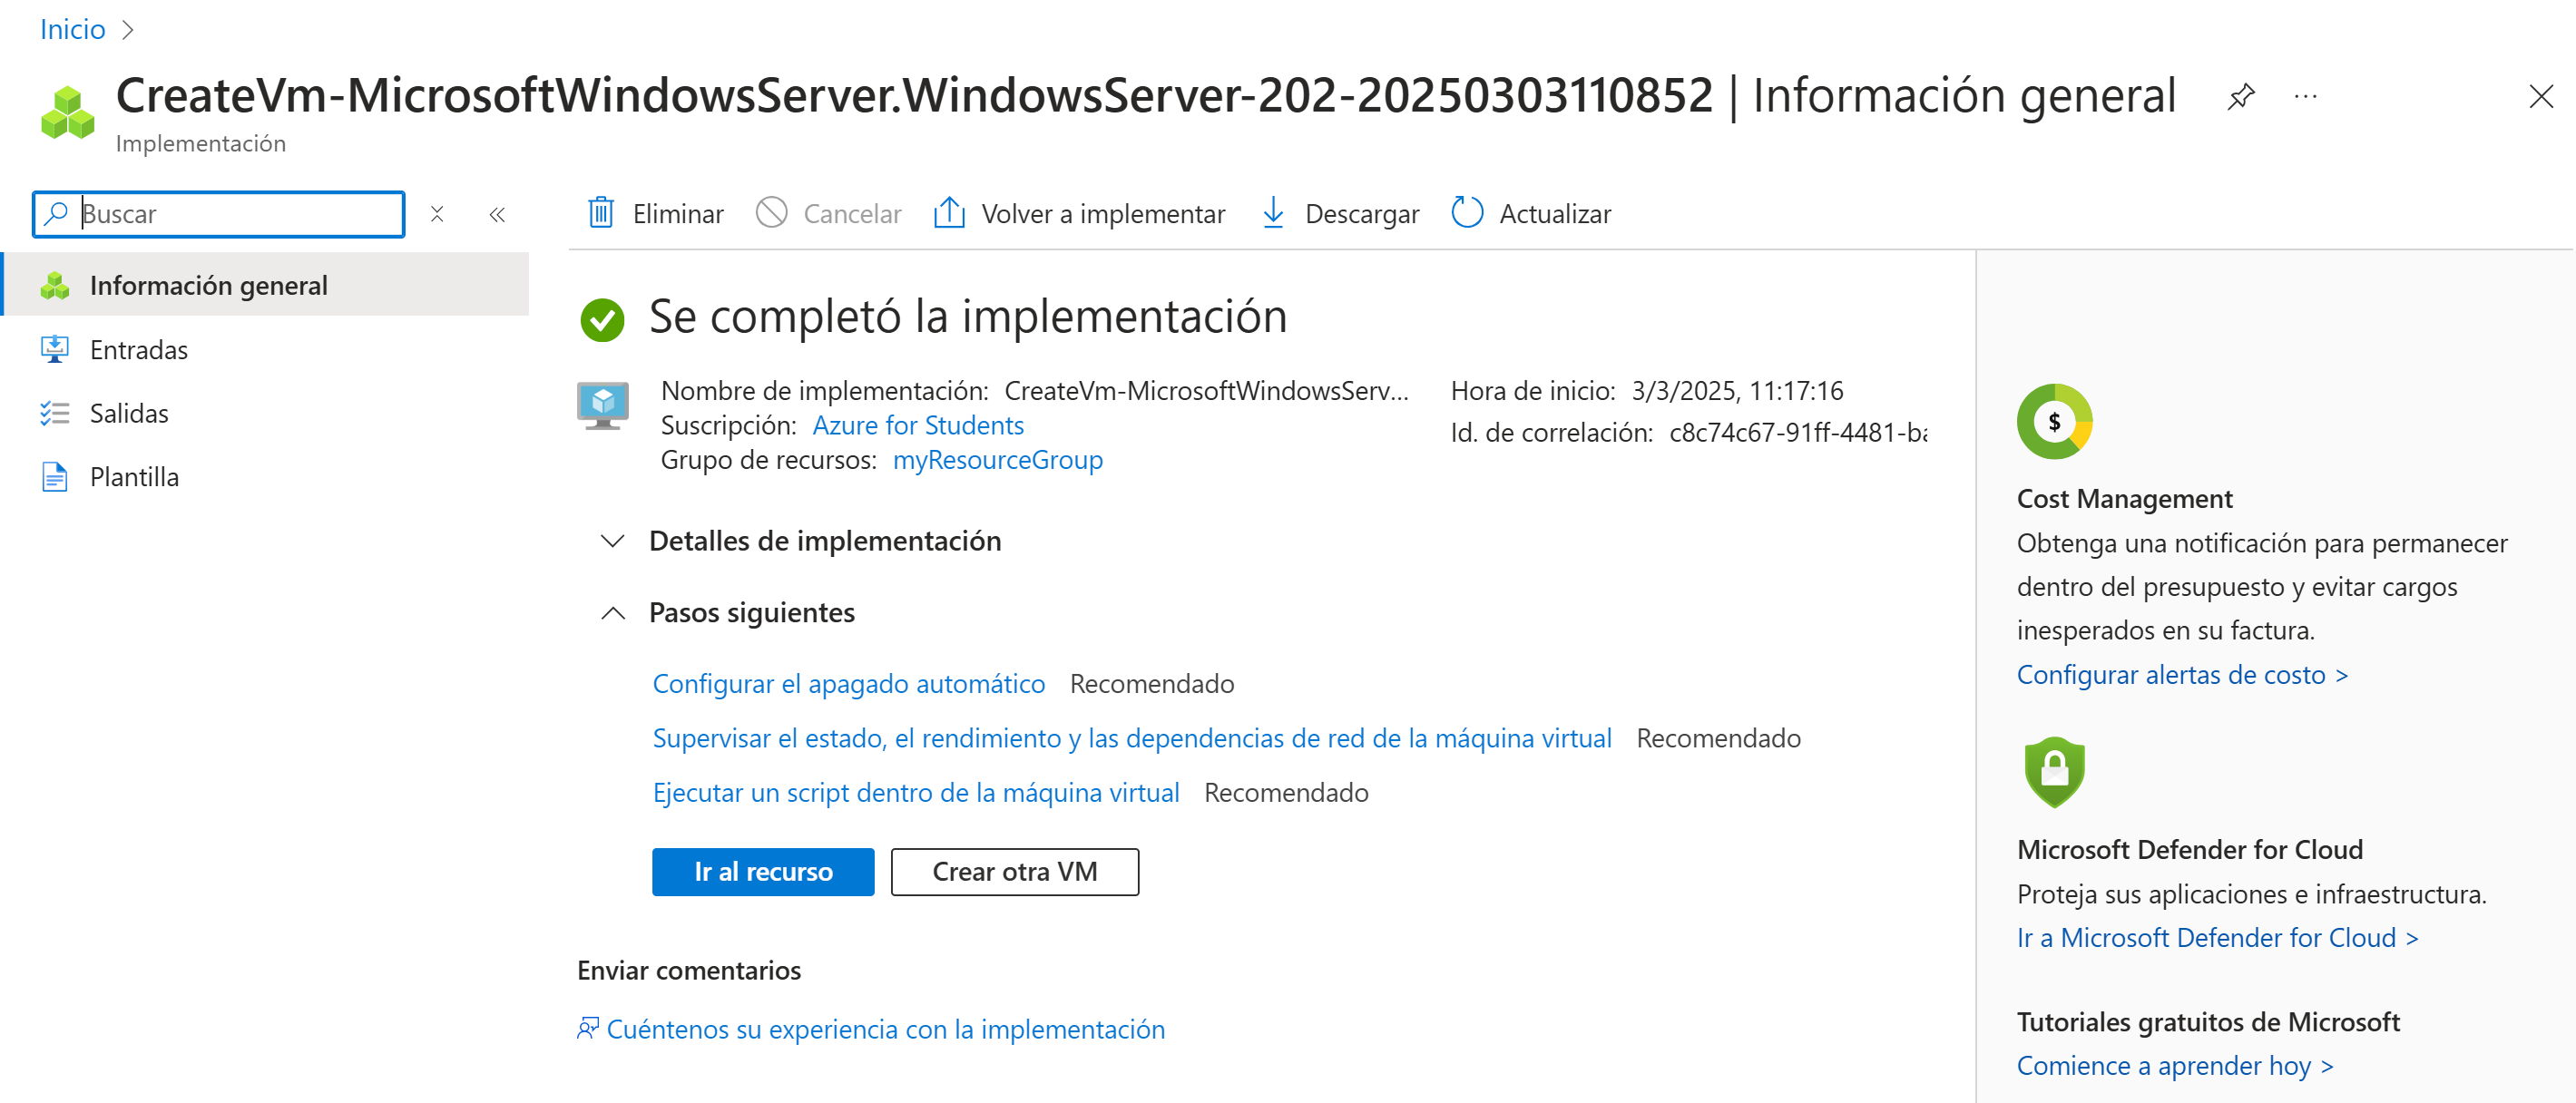 Inicio
CreateVm-MicrosoftWindowsServer.WindowsServer-202-20250303110852 | Información general
Implementación
Buscar
Información general
Entradas
Salidas
Plantilla
Eliminar Cancelar Volver a implementar Descargar Actualizar
Se completó la implementación
Nombre de implementación: CreateVm-MicrosoftWindowsServ...
Suscripción: Azure for Students
Grupo de recursos: myResourceGroup
Hora de inicio: 3/3/2025, 11:17:16
Id. de correlación: c8c74c67-91ff-4481-ba
Detalles de implementación
Pasos siguientes
Configurar el apagado automático Recomendado
Supervisar el estado, el rendimiento y las dependencias de red de la máquina virtual Recomendado
Ejecutar un script dentro de la máquina virtual Recomendado
Ir al recurso Crear otra VM
Enviar comentarios
Cuéntenos su experiencia con la implementación
$
Cost Management
Obtenga una notificación para permanecer
dentro del presupuesto y evitar cargos
inesperados en su factura.
Configurar alertas de costo >
Microsoft Defender for Cloud
Proteja sus aplicaciones e infraestructura.
Ir a Microsoft Defender for Cloud >
Tutoriales gratuitos de Microsoft
Comience a aprender hoy >